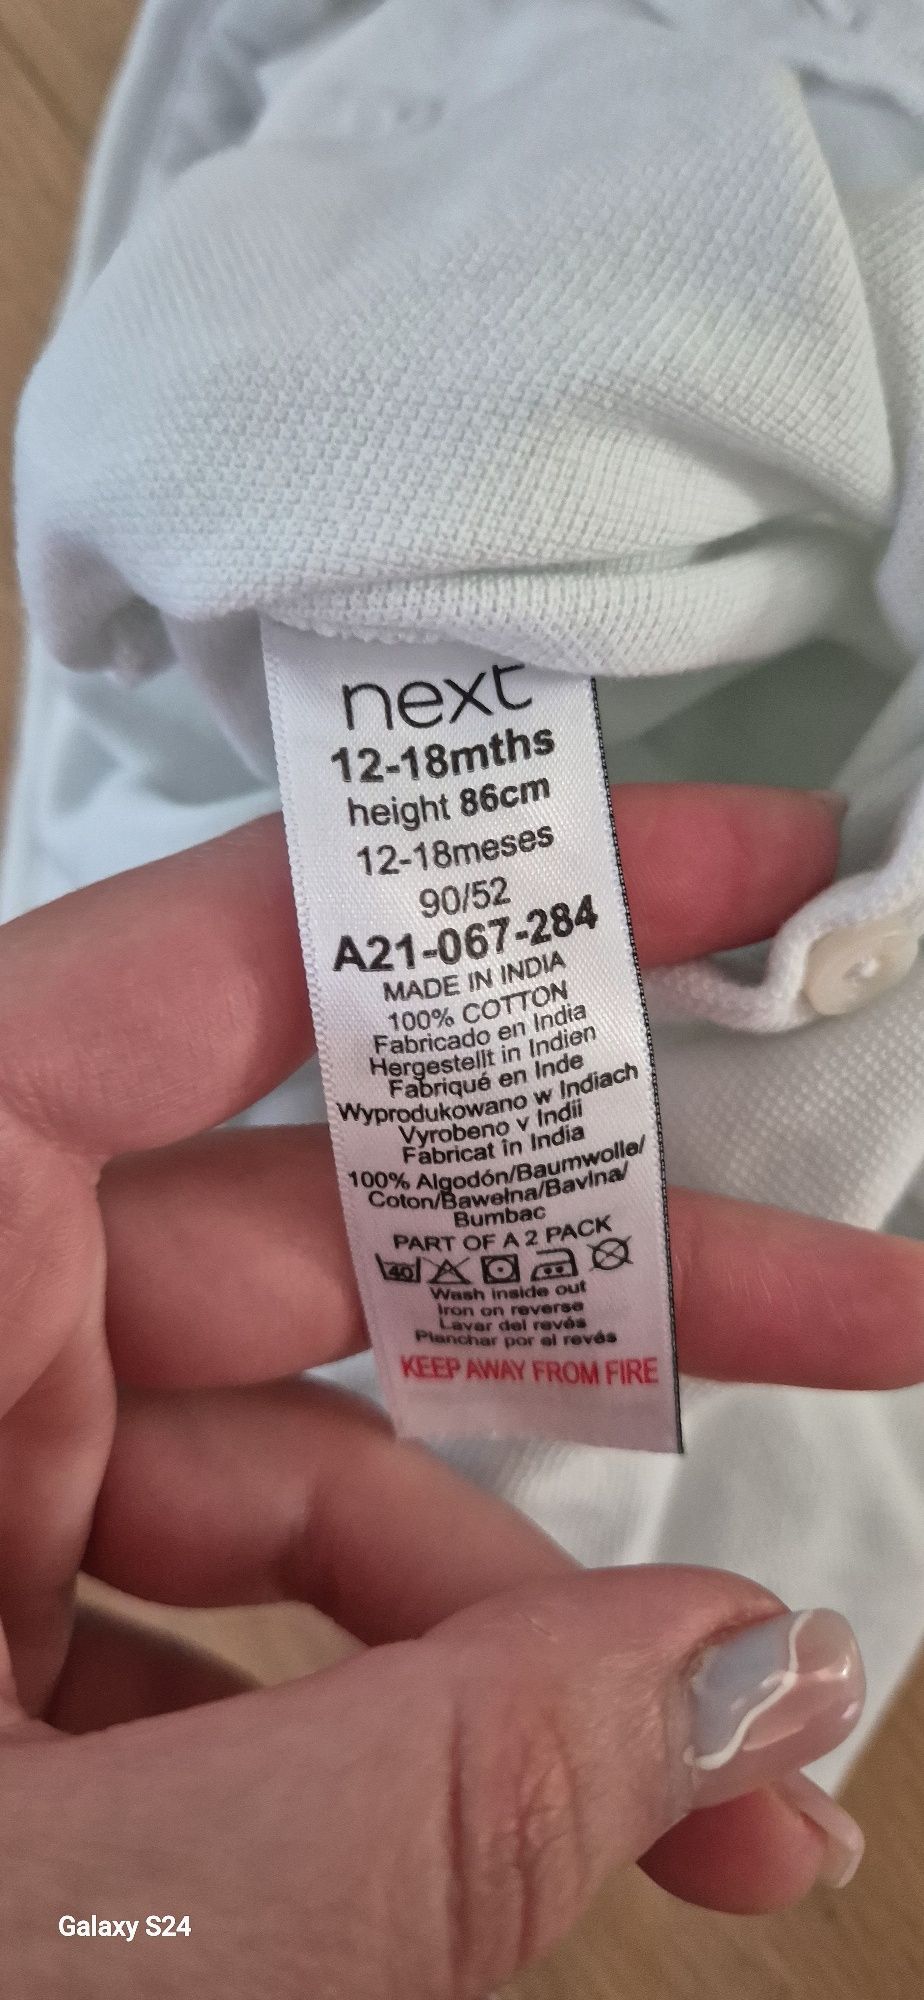 next
12-18mths
height 86cm
12-18meses
90/52
A21-067-284
MADE IN INDIA
100% COTTON
Fabricado en India
Hergestellt in Indien
Fabriqué en Inde
Wyprodukowano w Indiach
Vyrobeno v Indii
Fabricat în India
100% Algodón/Baumwolle/
Coton/Bawełna/Bavlna/
Bumbac
PART OF A 2 PACK
40
Wash inside out
Iron on reverse
Lavar del revés
Planchar por el revés
KEEP AWAY FROM FIRE
Galaxy S24